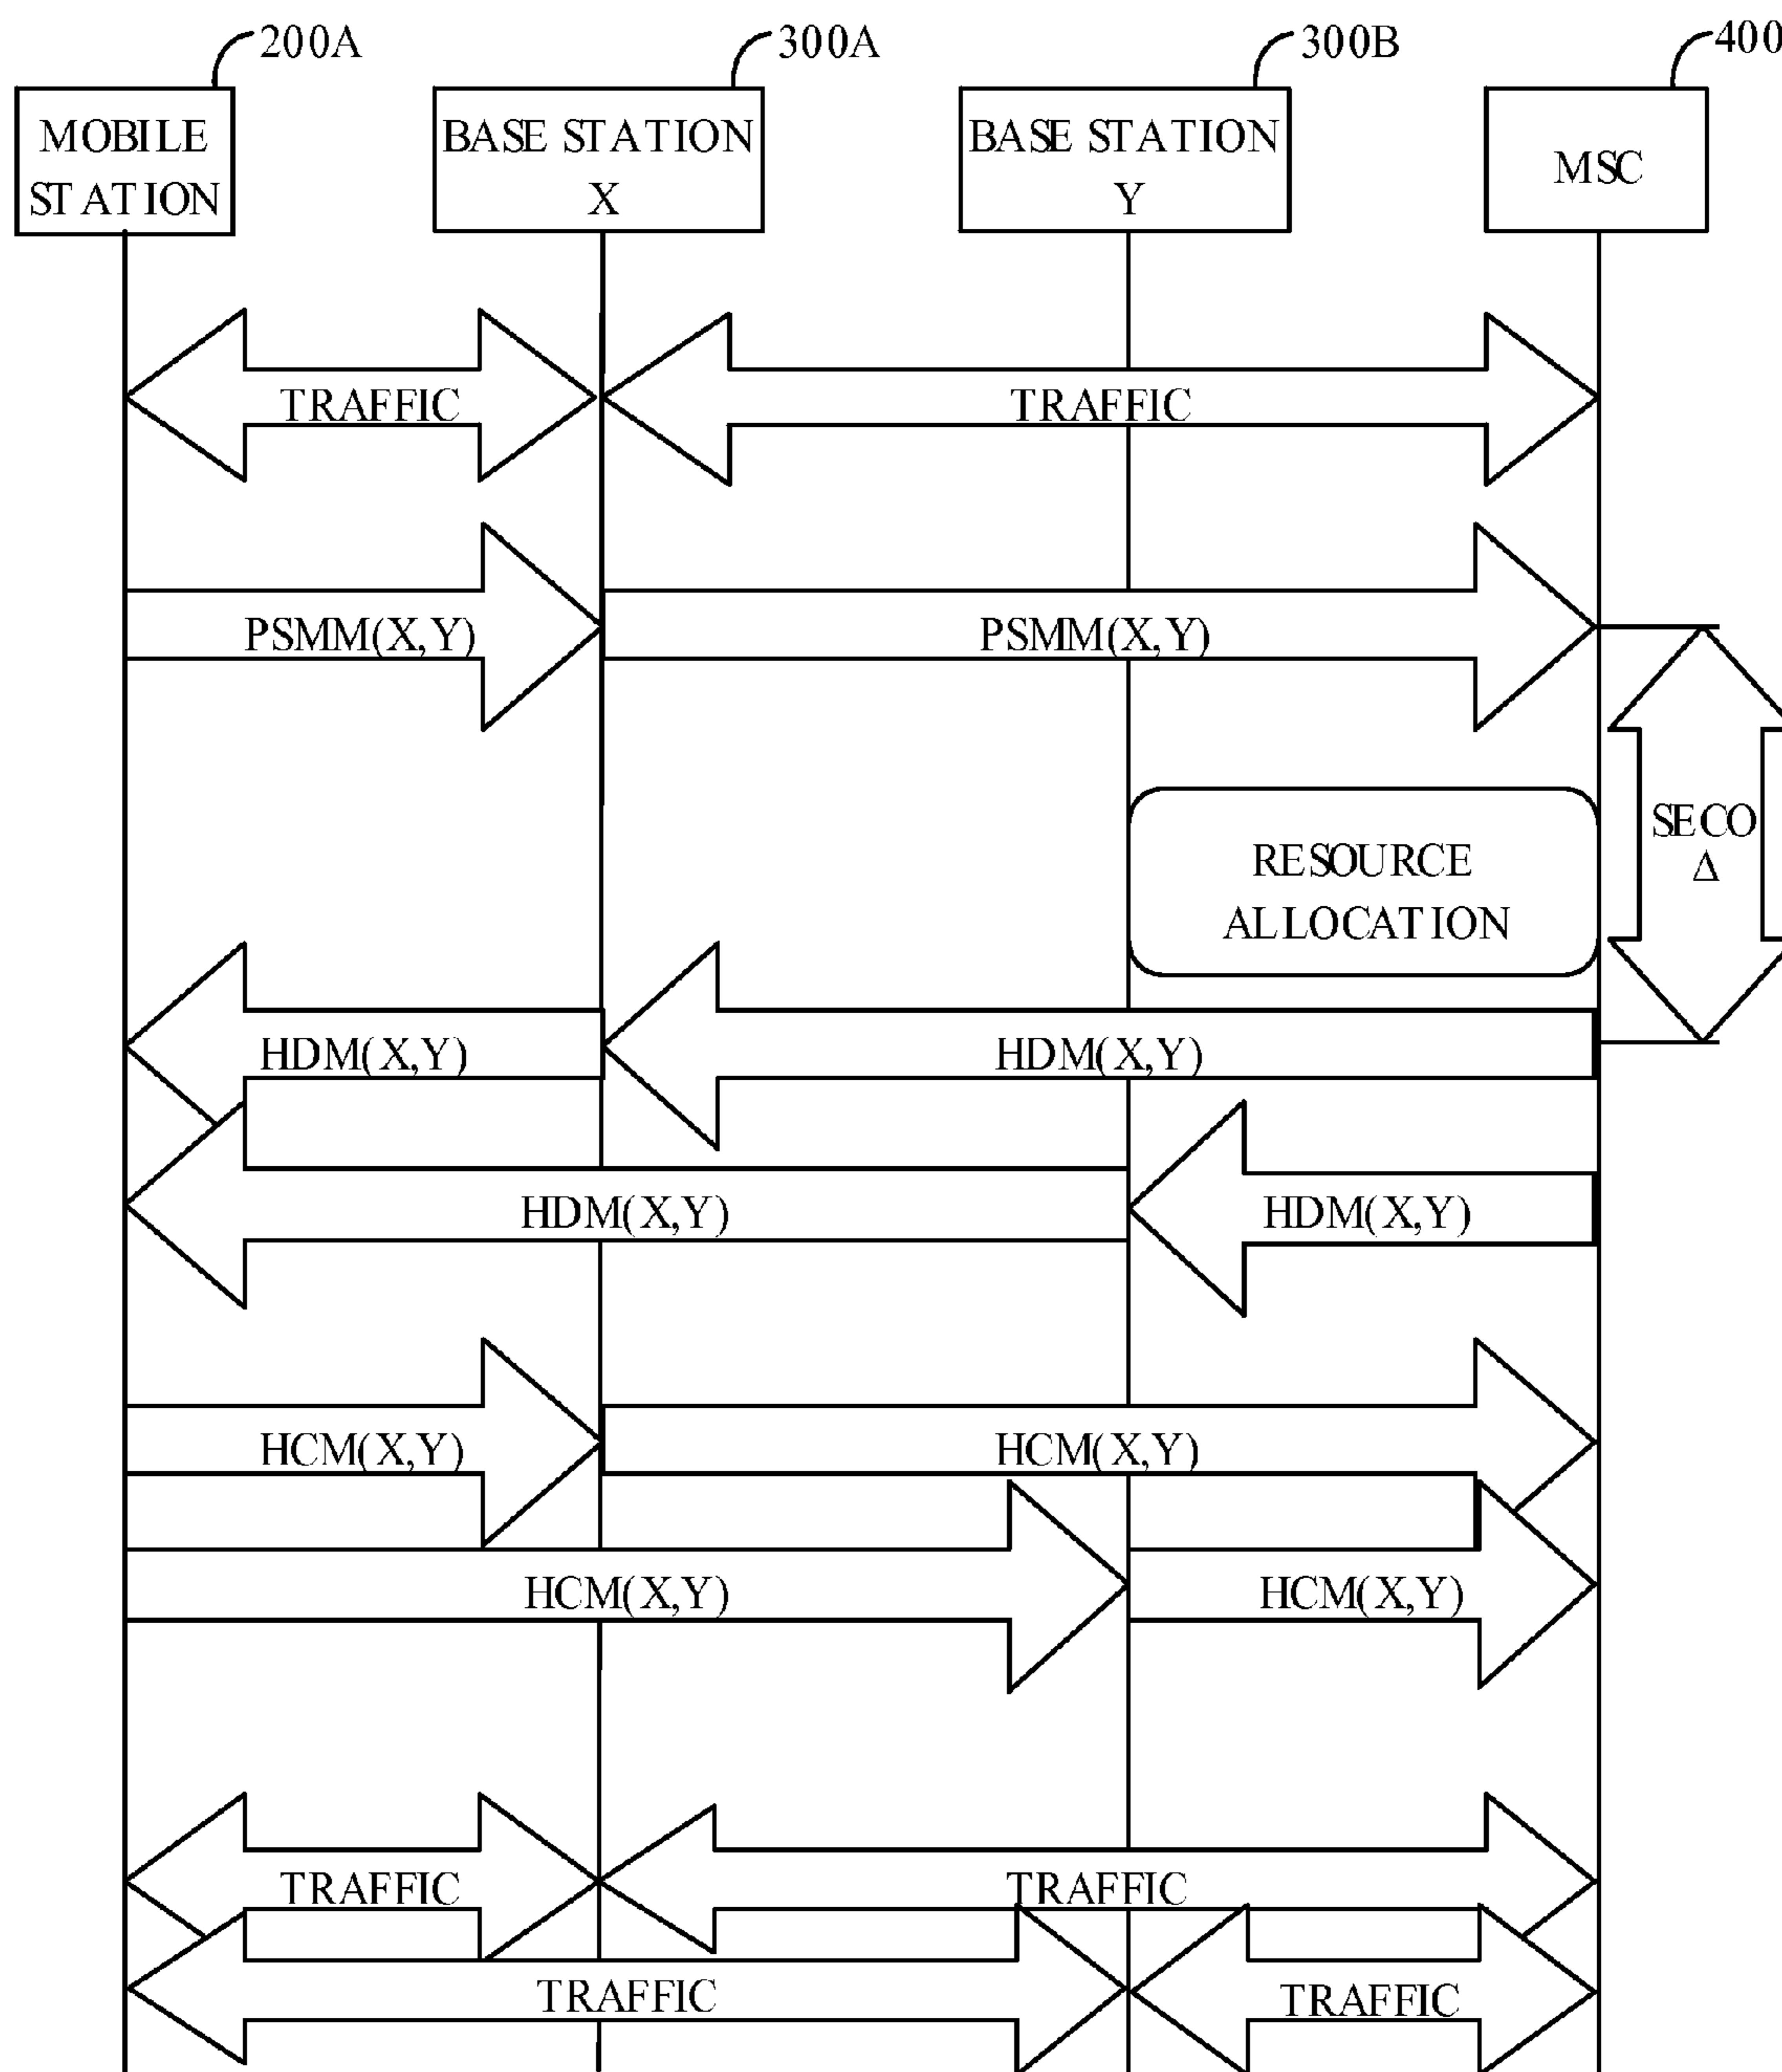 200A
300A
300B
400
MOBILE
STATION
BASE STATION
X
BASE STATION
Y
MSC
TRAFFIC
TRAFFIC
PSMM(X,Y)
PSMM(X,Y)
SECO
Δ
RESOURCE
ALLOCATION
HDM(X,Y)
HDM(X,Y)
HDM(X,Y)
HDM(X,Y)
HCM(X,Y)
HCM(X,Y)
HCM(X,Y)
HCM(X,Y)
TRAFFIC
TRAFFIC
TRAFFIC
TRAFFIC